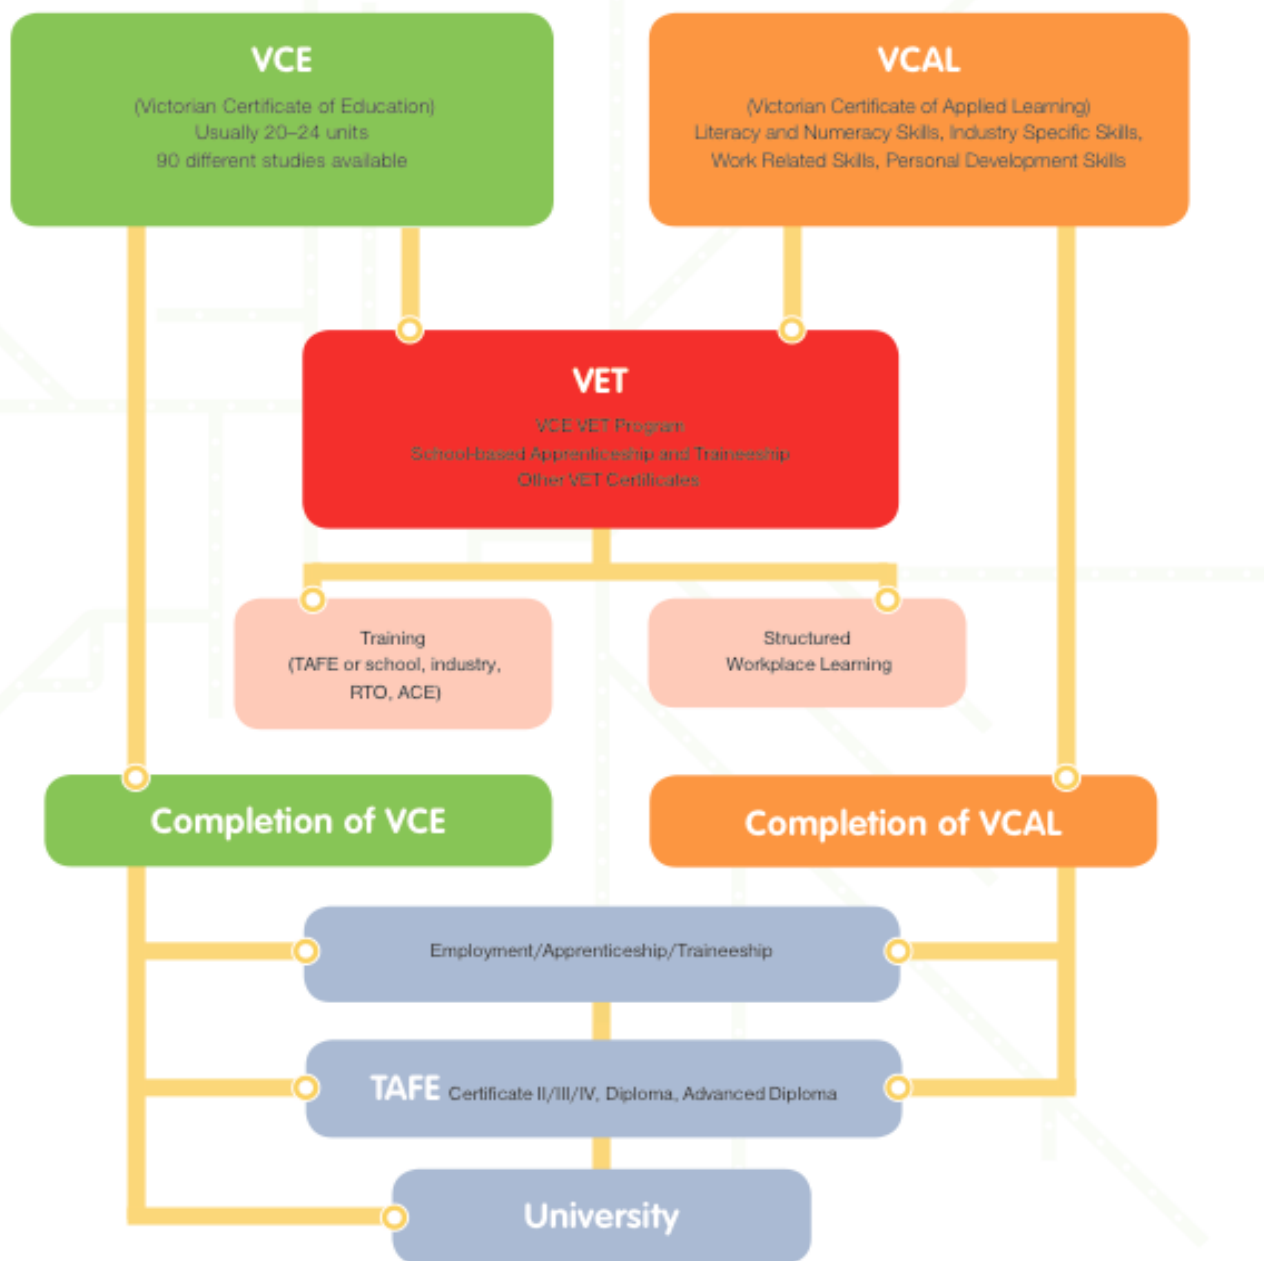 VCE
(Victorian Certificate of Education)
Usually 20–24 units
90 different studies available
VCAL
(Victorian Certificate of Applied Learning)
Literacy and Numeracy Skills, Industry Specific Skills,
Work Related Skills, Personal Development Skills
VET
VCE VET Program
School-based Apprenticeship and Traineeship
Other VET Certificates
Training
(TAFE or school, industry,
RTO, ACE)
Structured
Workplace Learning
Completion of VCE
Completion of VCAL
Employment/Apprenticeship/Traineeship
TAFE Certificate II/III/IV, Diploma, Advanced Diploma
University